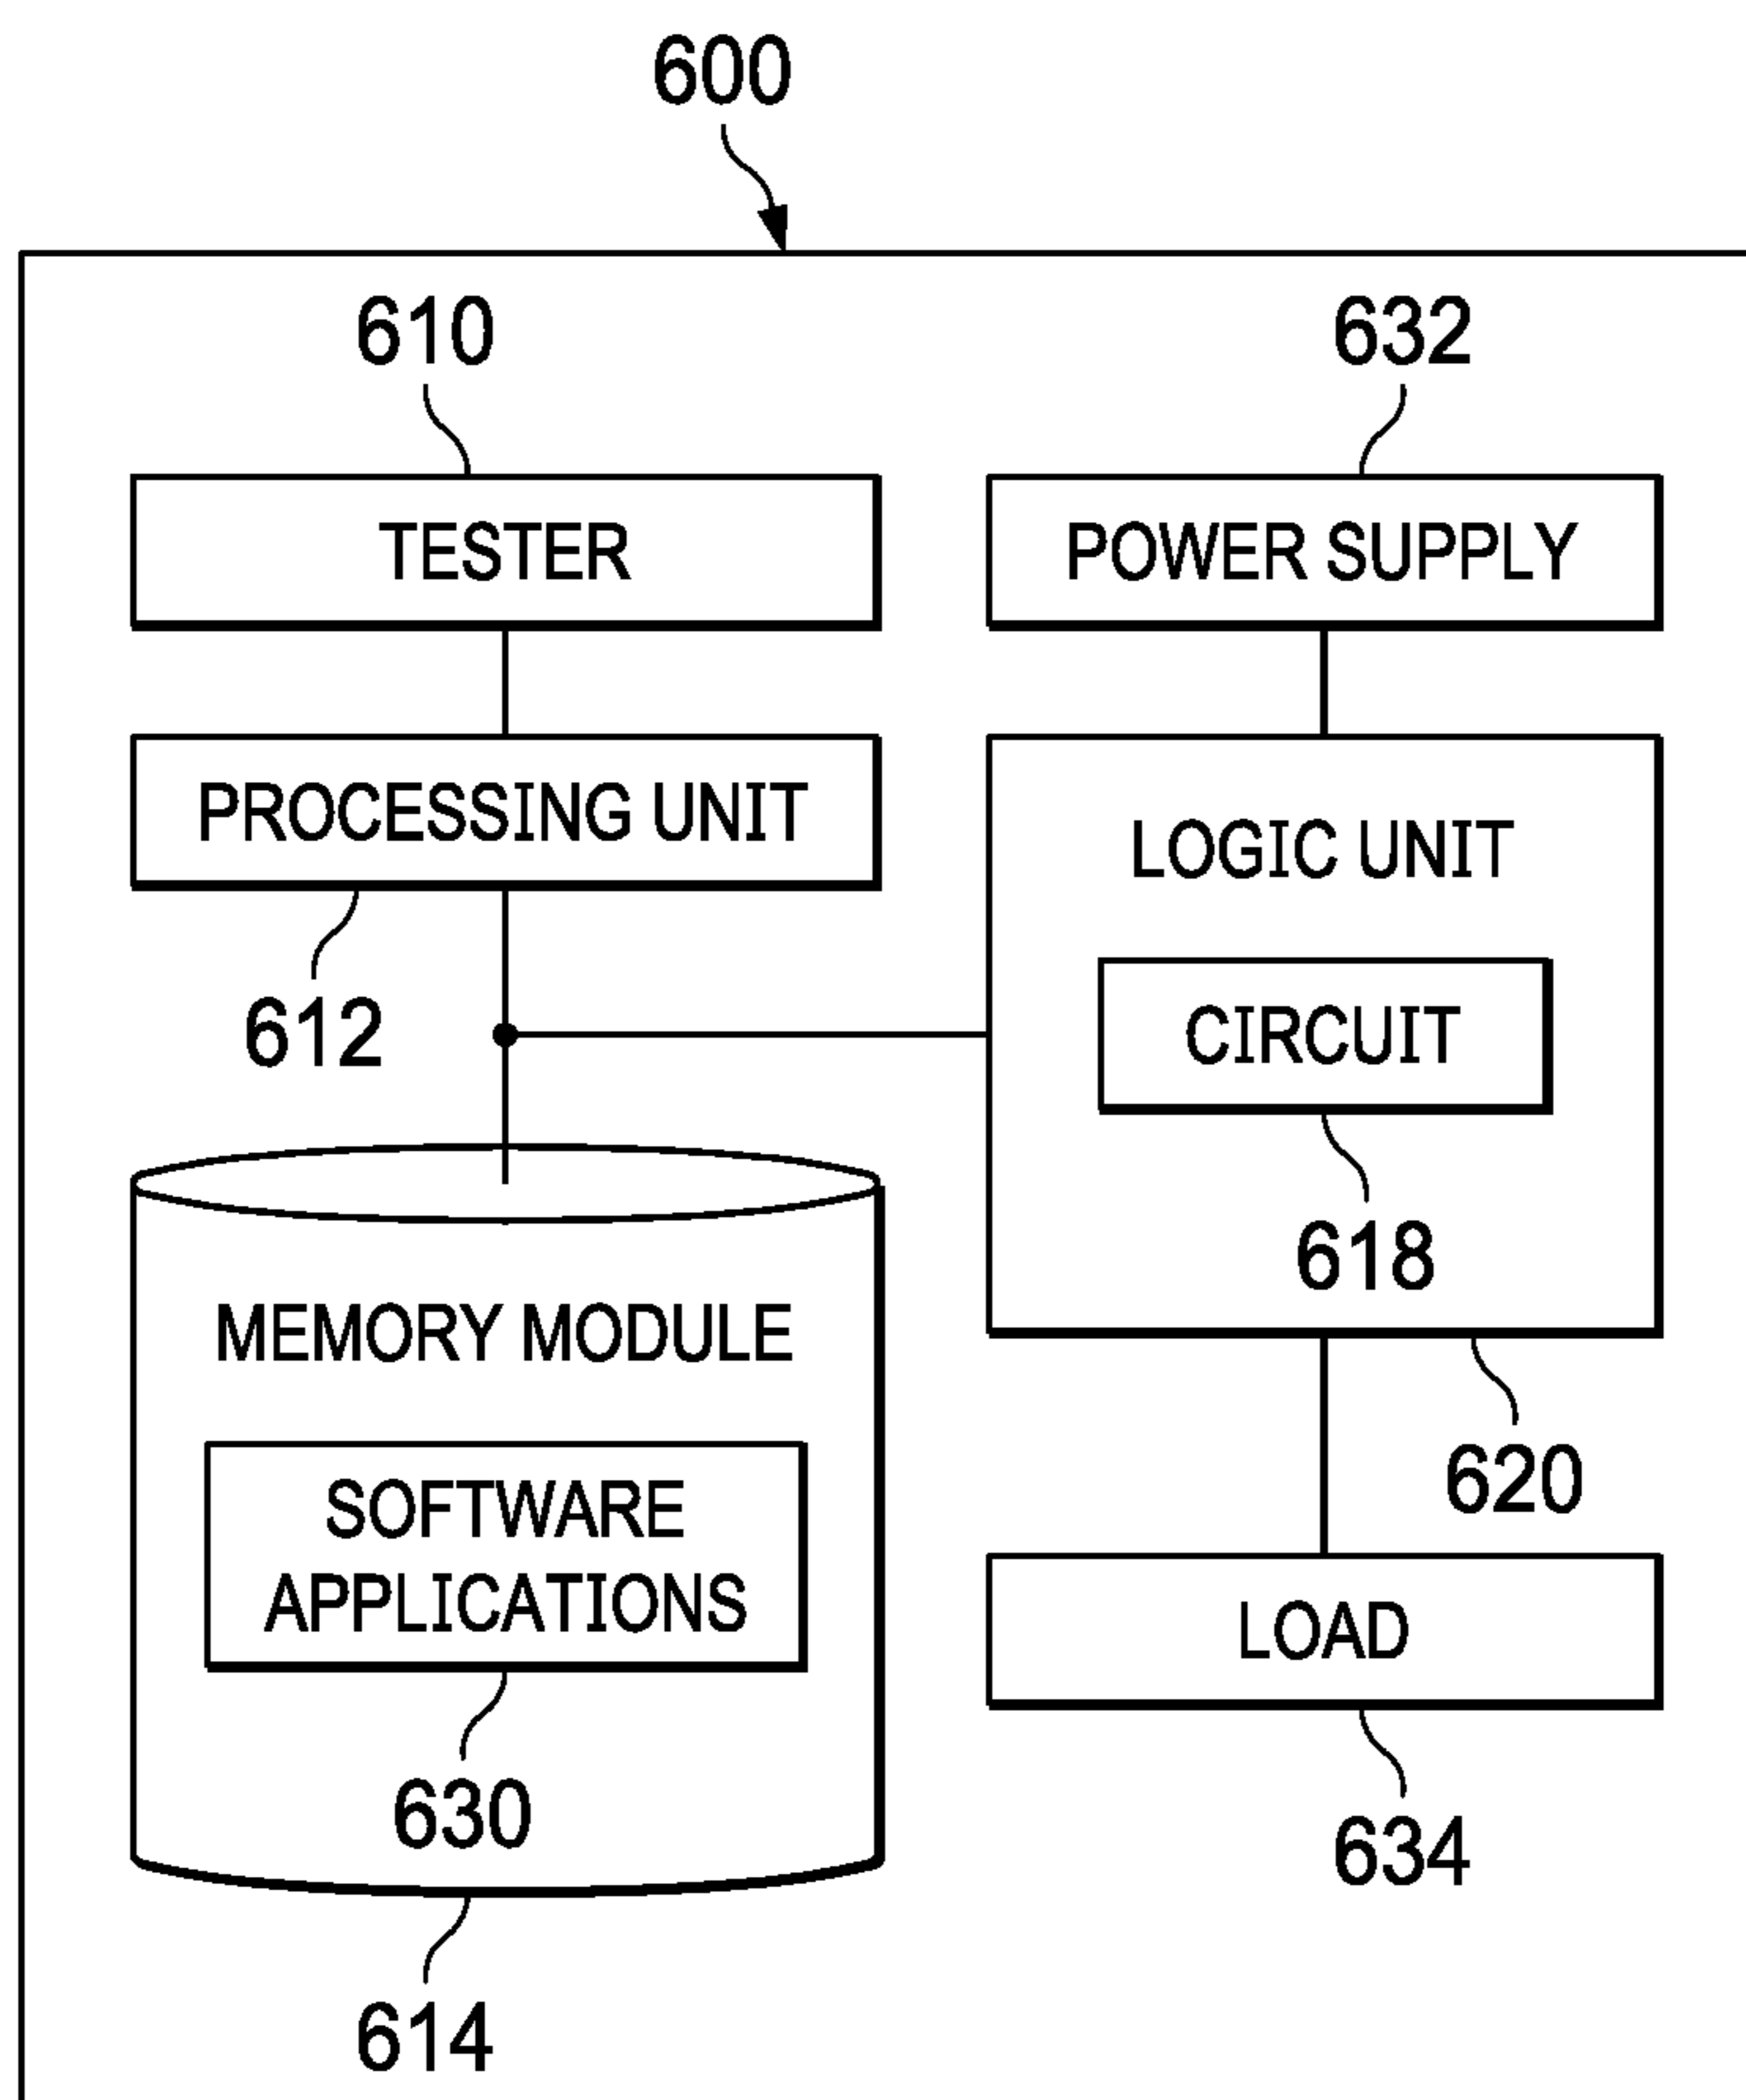 600
610
632
TESTER
POWER SUPPLY
PROCESSING UNIT
LOGIC UNIT
612
CIRCUIT
618
MEMORY MODULE
620
SOFTWARE
APPLICATIONS
LOAD
630
634
614